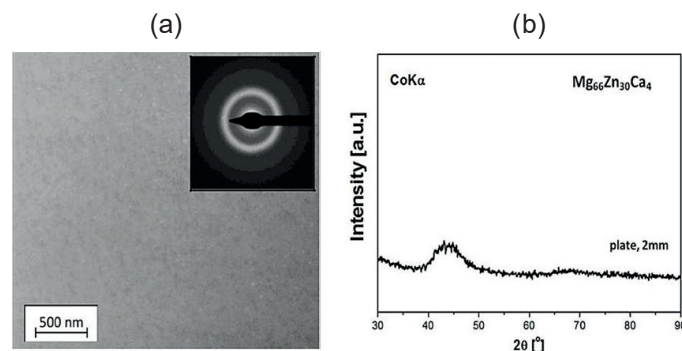 (a)
500 nm
(b)
CoKα
Mg₆₆Zn₃₀Ca₄
Intensity [a.u.]
plate, 2mm
30 40 50 60 70 80 90
2θ [°]